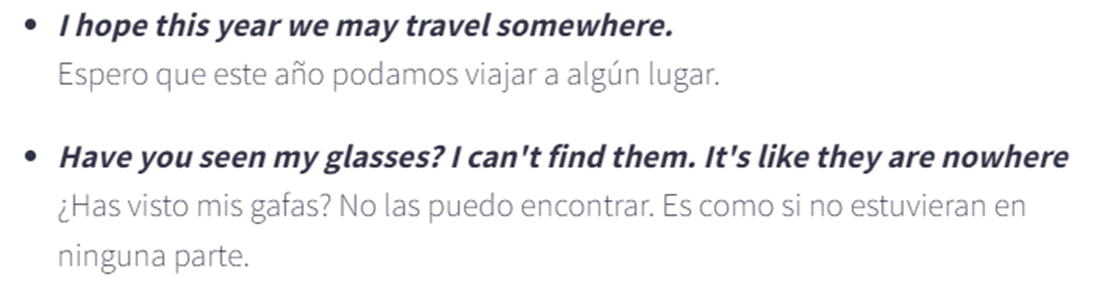 • I hope this year we may travel somewhere.
Espero que este año podamos viajar a algún lugar.
• Have you seen my glasses? I can't find them. It's like they are nowhere
¿Has visto mis gafas? No las puedo encontrar. Es como si no estuvieran en
ninguna parte.